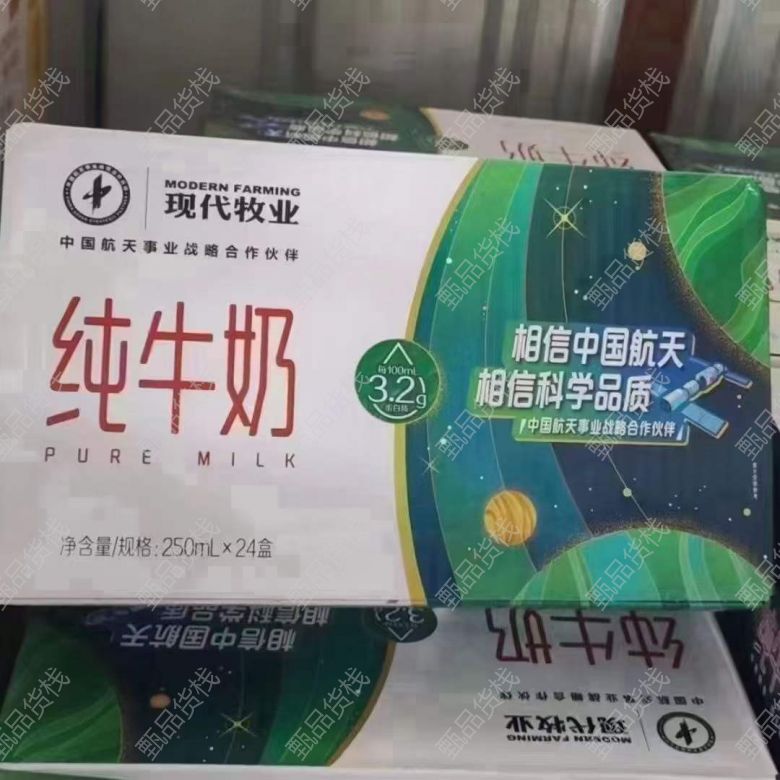 MODERN FARMING
现代牧业
中国航天事业战略合作伙伴
纯牛奶
PURE MILK
净含量/规格: 250mL×24盒
每100mL
3.2g
蛋白质
相信中国航天
相信科学品质
中国航天事业战略合作伙伴
纯牛奶
相信中国航天
相信科学品质
3.2g
纯牛奶
中国航天事业战略合作伙伴
MODERN FARMING
现代牧业
甄品货栈